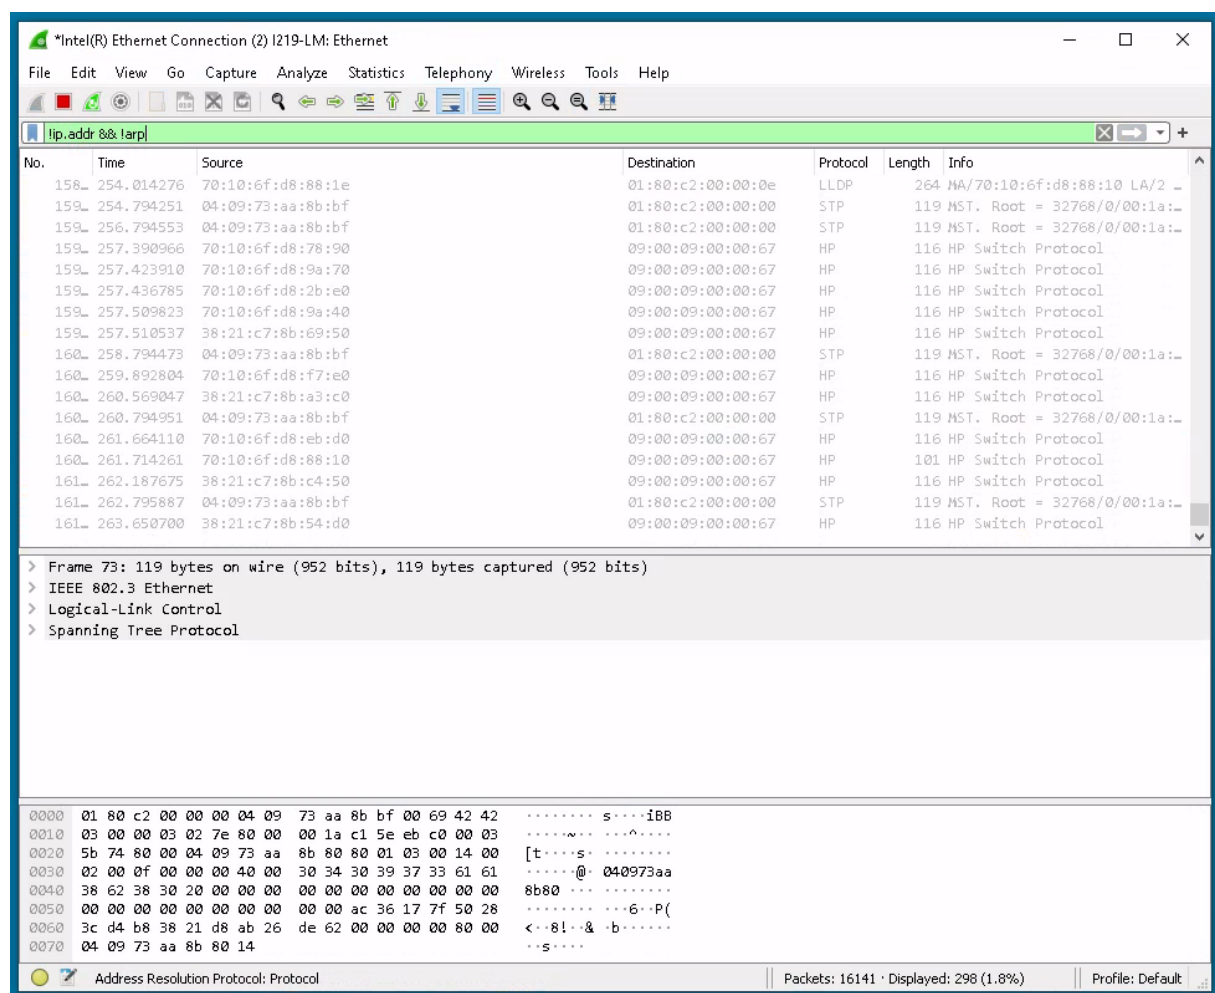 *Intel(R) Ethernet Connection (2) I219-LM: Ethernet
File Edit View Go Capture Analyze Statistics Telephony Wireless Tools Help
!ip.addr && !arp
No. Time Source Destination Protocol Length Info
158… 254.014276 70:10:6f:d8:88:1e 01:80:c2:00:00:0e LLDP 264 MA/70:10:6f:d8:88:10 LA/2 …
159… 254.794251 04:09:73:aa:8b:bf 01:80:c2:00:00:00 STP 119 MST. Root = 32768/0/00:1a:…
159… 256.794553 04:09:73:aa:8b:bf 01:80:c2:00:00:00 STP 119 MST. Root = 32768/0/00:1a:…
159… 257.390966 70:10:6f:d8:78:90 09:00:09:00:00:67 HP 116 HP Switch Protocol
159… 257.423910 70:10:6f:d8:9a:70 09:00:09:00:00:67 HP 116 HP Switch Protocol
159… 257.436785 70:10:6f:d8:2b:e0 09:00:09:00:00:67 HP 116 HP Switch Protocol
159… 257.509823 70:10:6f:d8:9a:40 09:00:09:00:00:67 HP 116 HP Switch Protocol
159… 257.510537 38:21:c7:8b:69:50 09:00:09:00:00:67 HP 116 HP Switch Protocol
160… 258.794473 04:09:73:aa:8b:bf 01:80:c2:00:00:00 STP 119 MST. Root = 32768/0/00:1a:…
160… 259.892804 70:10:6f:d8:f7:e0 09:00:09:00:00:67 HP 116 HP Switch Protocol
160… 260.569047 38:21:c7:8b:a3:c0 09:00:09:00:00:67 HP 116 HP Switch Protocol
160… 260.794951 04:09:73:aa:8b:bf 01:80:c2:00:00:00 STP 119 MST. Root = 32768/0/00:1a:…
160… 261.664110 70:10:6f:d8:eb:d0 09:00:09:00:00:67 HP 116 HP Switch Protocol
160… 261.714261 70:10:6f:d8:88:10 09:00:09:00:00:67 HP 101 HP Switch Protocol
161… 262.187675 38:21:c7:8b:c4:50 09:00:09:00:00:67 HP 116 HP Switch Protocol
161… 262.795887 04:09:73:aa:8b:bf 01:80:c2:00:00:00 STP 119 MST. Root = 32768/0/00:1a:…
161… 263.650700 38:21:c7:8b:54:d0 09:00:09:00:00:67 HP 116 HP Switch Protocol
> Frame 73: 119 bytes on wire (952 bits), 119 bytes captured (952 bits)
> IEEE 802.3 Ethernet
> Logical-Link Control
> Spanning Tree Protocol
0000 01 80 c2 00 00 00 04 09 73 aa 8b bf 00 69 42 42 ········ s····iBB
0010 03 00 00 03 02 7e 80 00 00 1a c1 5e eb c0 00 03 ·····~·· ···^····
0020 5b 74 80 00 04 09 73 aa 8b 80 80 01 03 00 14 00 [t····s· ········
0030 02 00 0f 00 00 00 40 00 30 34 30 39 37 33 61 61 ······@· 040973aa
0040 38 62 38 30 20 00 00 00 00 00 00 00 00 00 00 00 8b80 ··· ········
0050 00 00 00 00 00 00 00 00 00 00 ac 36 17 7f 50 28 ········ ···6··P(
0060 3c d4 b8 38 21 d8 ab 26 de 62 00 00 00 00 80 00 <··8!··& ·b······
0070 04 09 73 aa 8b 80 14 ··s····
Address Resolution Protocol: Protocol Packets: 16141 · Displayed: 298 (1.8%) Profile: Default